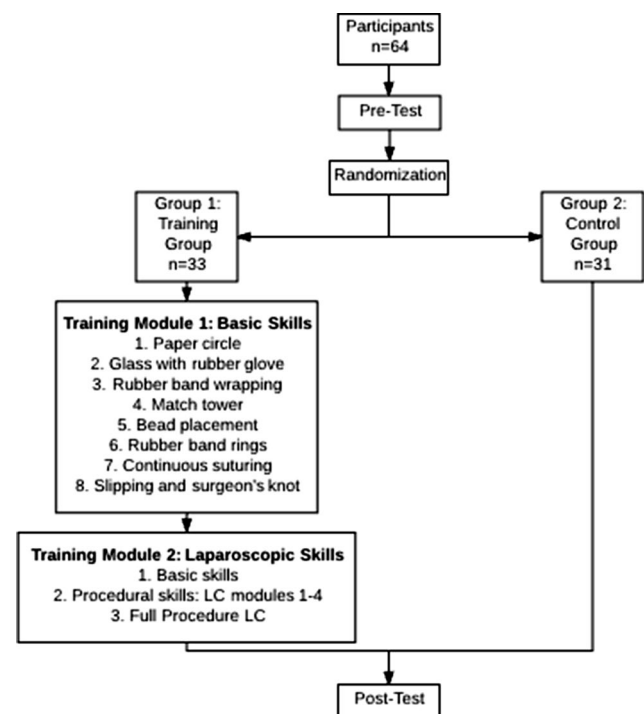 Participants
n=64
Pre-Test
Randomization
Group 1:
Training
Group
n=33
Group 2:
Control
Group
n=31
Training Module 1: Basic Skills
1. Paper circle
2. Glass with rubber glove
3. Rubber band wrapping
4. Match tower
5. Bead placement
6. Rubber band rings
7. Continuous suturing
8. Slipping and surgeon's knot
Training Module 2: Laparoscopic Skills
1. Basic skills
2. Procedural skills: LC modules 1-4
3. Full Procedure LC
Post-Test